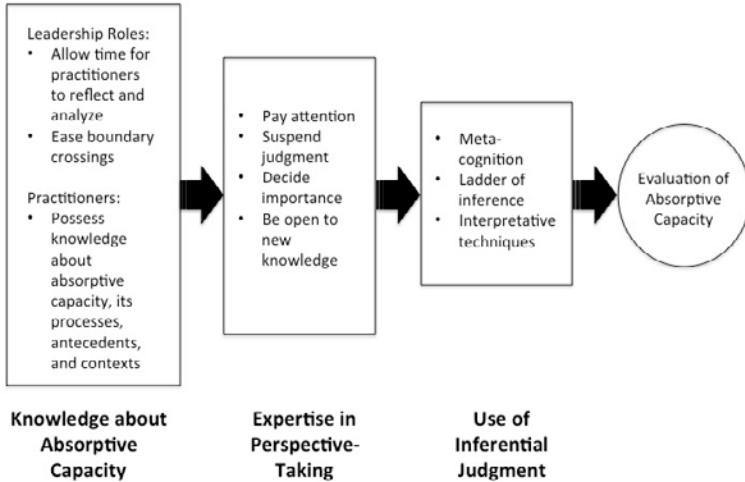 Leadership Roles:
• Allow time for
practitioners
to reflect and
analyze
• Ease boundary
crossings
Practitioners:
• Possess
knowledge
about
absorptive
capacity, its
processes,
antecedents,
and contexts
• Pay attention
• Suspend
judgment
• Decide
importance
• Be open to
new
knowledge
• Meta-
cognition
• Ladder of
inference
• Interpretative
techniques
Evaluation of
Absorptive
Capacity
Knowledge about
Absorptive
Capacity
Expertise in
Perspective-
Taking
Use of
Inferential
Judgment